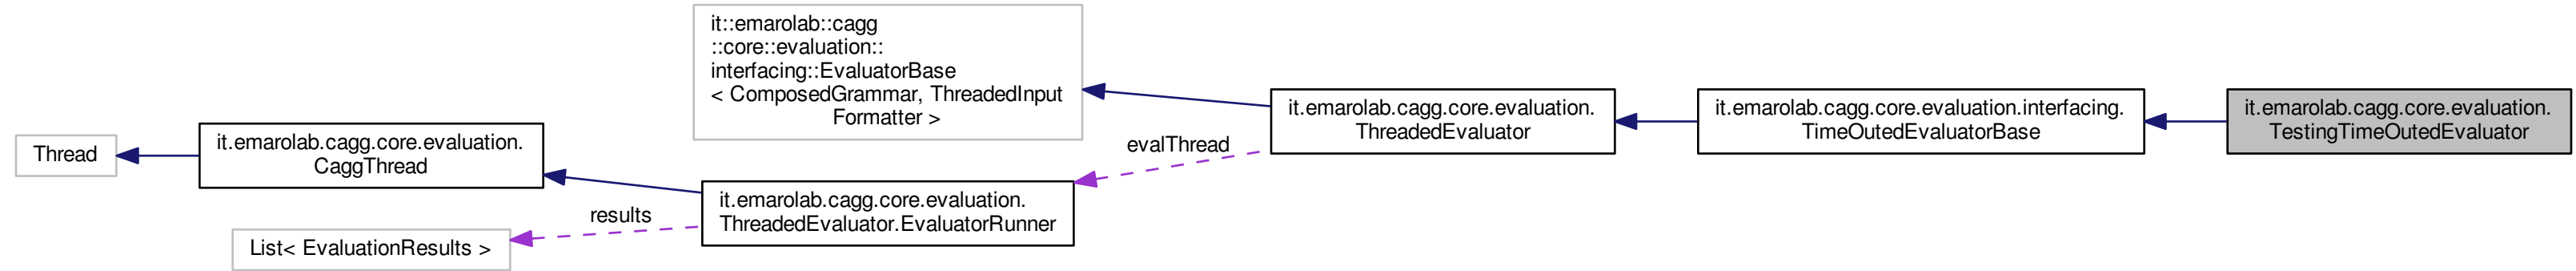 it::emarolab::cagg
::core::evaluation::
interfacing::EvaluatorBase
< ComposedGrammar, ThreadedInput
Formatter >
it.emarolab.cagg.core.evaluation.
ThreadedEvaluator
it.emarolab.cagg.core.evaluation.interfacing.
TimeOutedEvaluatorBase
it.emarolab.cagg.core.evaluation.
TestingTimeOutedEvaluator
Thread
it.emarolab.cagg.core.evaluation.
CaggThread
evalThread
it.emarolab.cagg.core.evaluation.
ThreadedEvaluator.EvaluatorRunner
results
List< EvaluationResults >